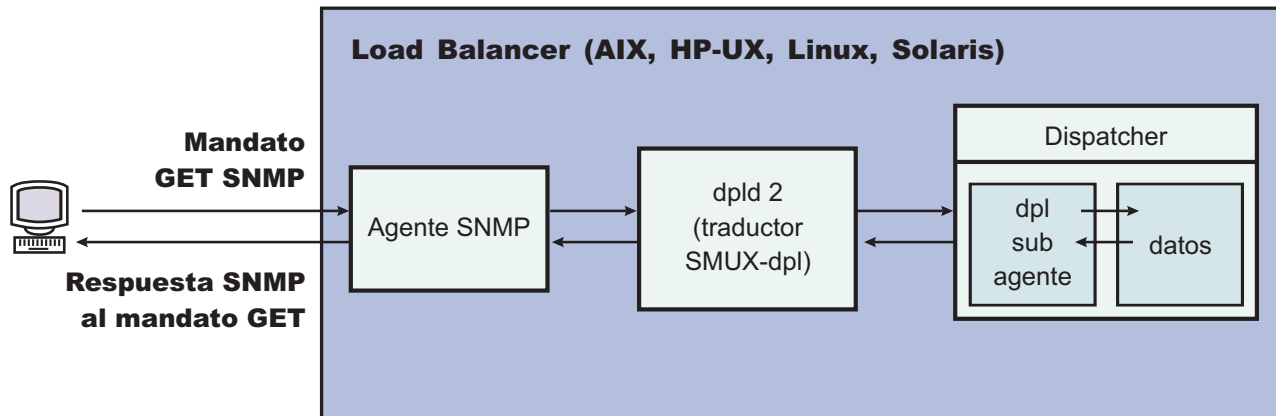 Load Balancer (AIX, HP-UX, Linux, Solaris)
Mandato
GET SNMP
Respuesta SNMP
al mandato GET
Agente SNMP
dpld 2
(traductor
SMUX-dpl)
Dispatcher
dpl
sub
agente
datos